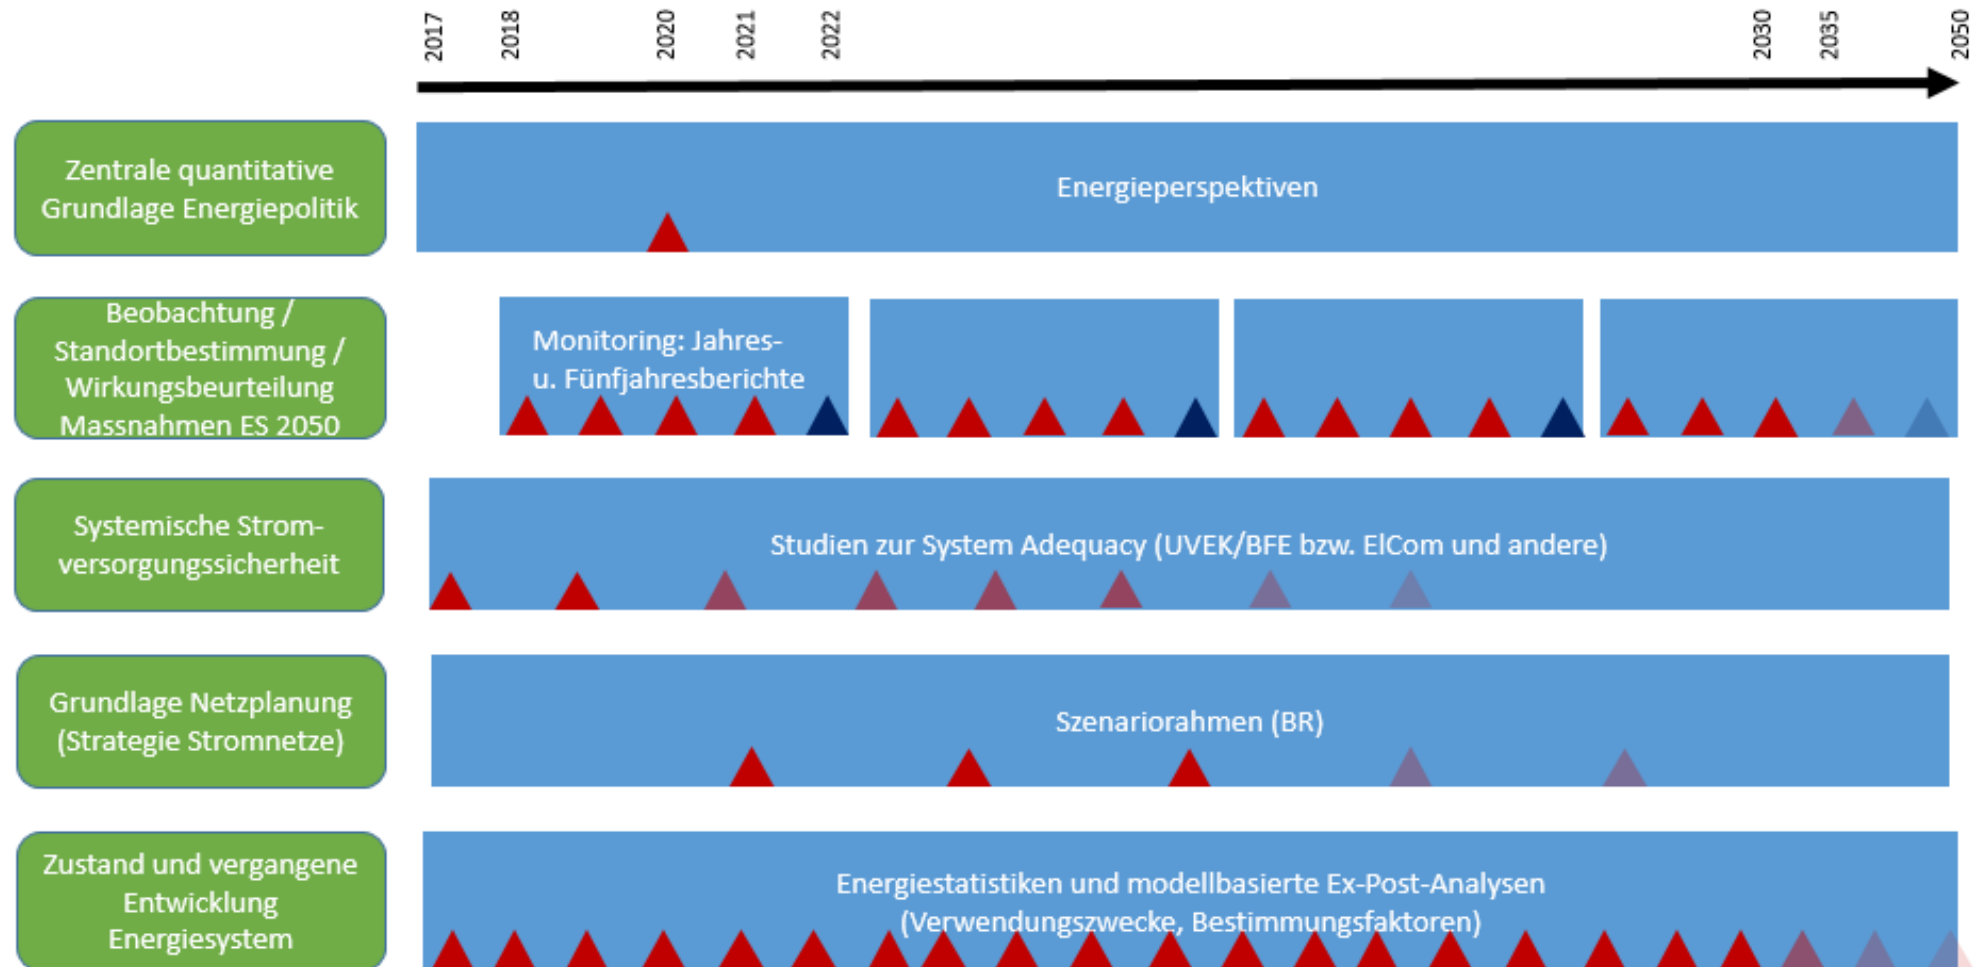 2017
2018
2020
2021
2022
2030
2035
2050
Zentrale quantitative
Grundlage Energiepolitik
Energieperspektiven
Beobachtung /
Standortbestimmung /
Wirkungsbeurteilung
Massnahmen ES 2050
Monitoring: Jahres-
u. Fünfjahresberichte
Systemische Strom-
versorgungssicherheit
Studien zur System Adequacy (UVEK/BFE bzw. ElCom und andere)
Grundlage Netzplanung
(Strategie Stromnetze)
Szenariorahmen (BR)
Zustand und vergangene
Entwicklung
Energiesystem
Energiestatistiken und modellbasierte Ex-Post-Analysen
(Verwendungszwecke, Bestimmungsfaktoren)